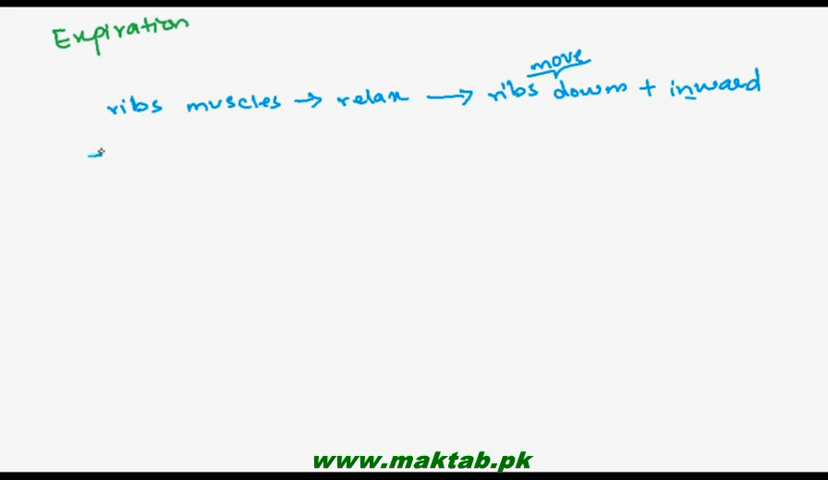 Expiration
move
ribs muscles → relax → ribs down + inward
→
www.maktab.pk